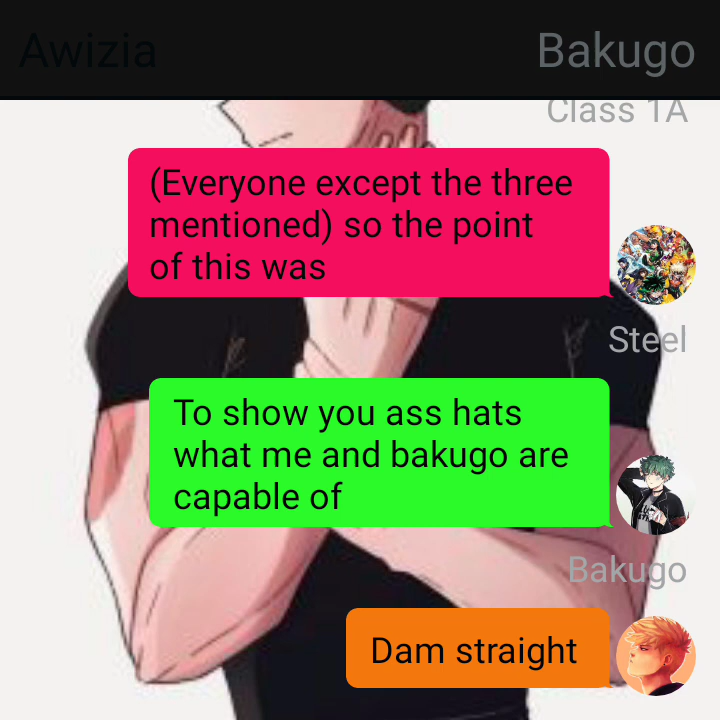 Awizia
Bakugo
Class 1A
(Everyone except the three
mentioned) so the point
of this was
Steel
To show you ass hats
what me and bakugo are
capable of
Bakugo
Dam straight